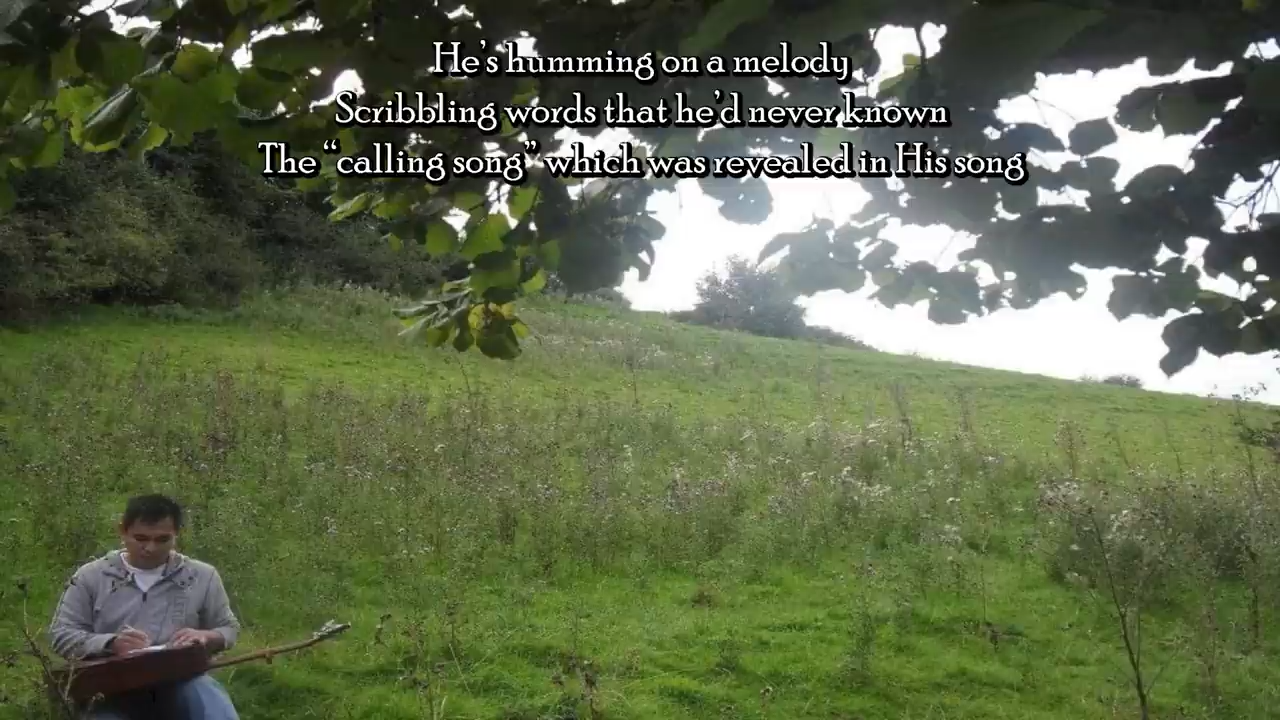 He's humming on a melody
Scribbling words that he'd never known
The “calling song” which was revealed in His song